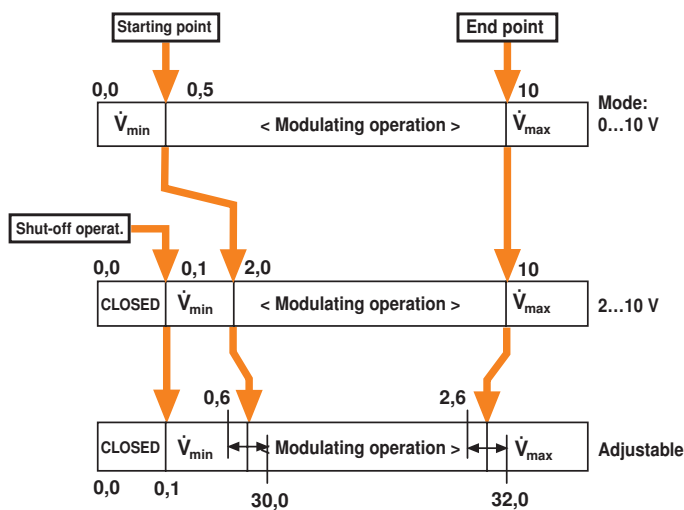 Starting point
End point
0,0
0,5
10
Mode:
V̇min
< Modulating operation >
V̇max
0…10 V
Shut-off operat.
0,0
0,1
2,0
10
CLOSED
V̇min
< Modulating operation >
V̇max
2…10 V
0,6
2,6
CLOSED
V̇min
< Modulating operation >
V̇max
Adjustable
0,0
0,1
30,0
32,0